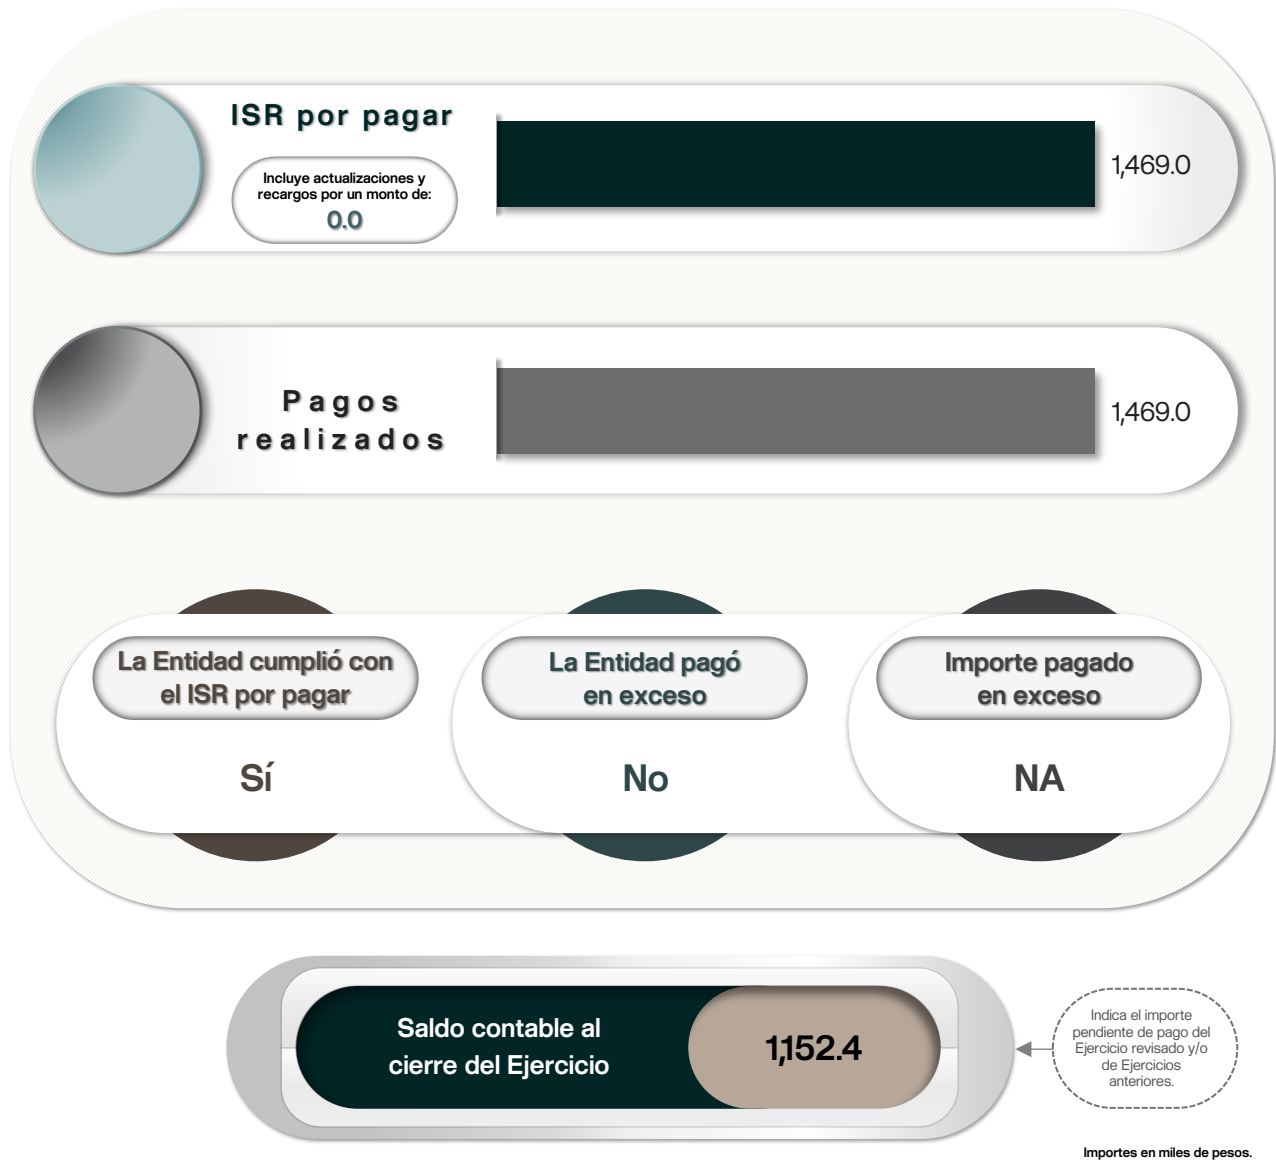 ISR por pagar
Incluye actualizaciones y
recargos por un monto de:
0.0
1,469.0
Pagos
realizados
1,469.0
La Entidad cumplió con
el ISR por pagar
Sí
La Entidad pagó
en exceso
No
Importe pagado
en exceso
NA
Saldo contable al
cierre del Ejercicio
1,152.4
Indica el importe
pendiente de pago del
Ejercicio revisado y/o
de Ejercicios
anteriores.
Importes en miles de pesos.